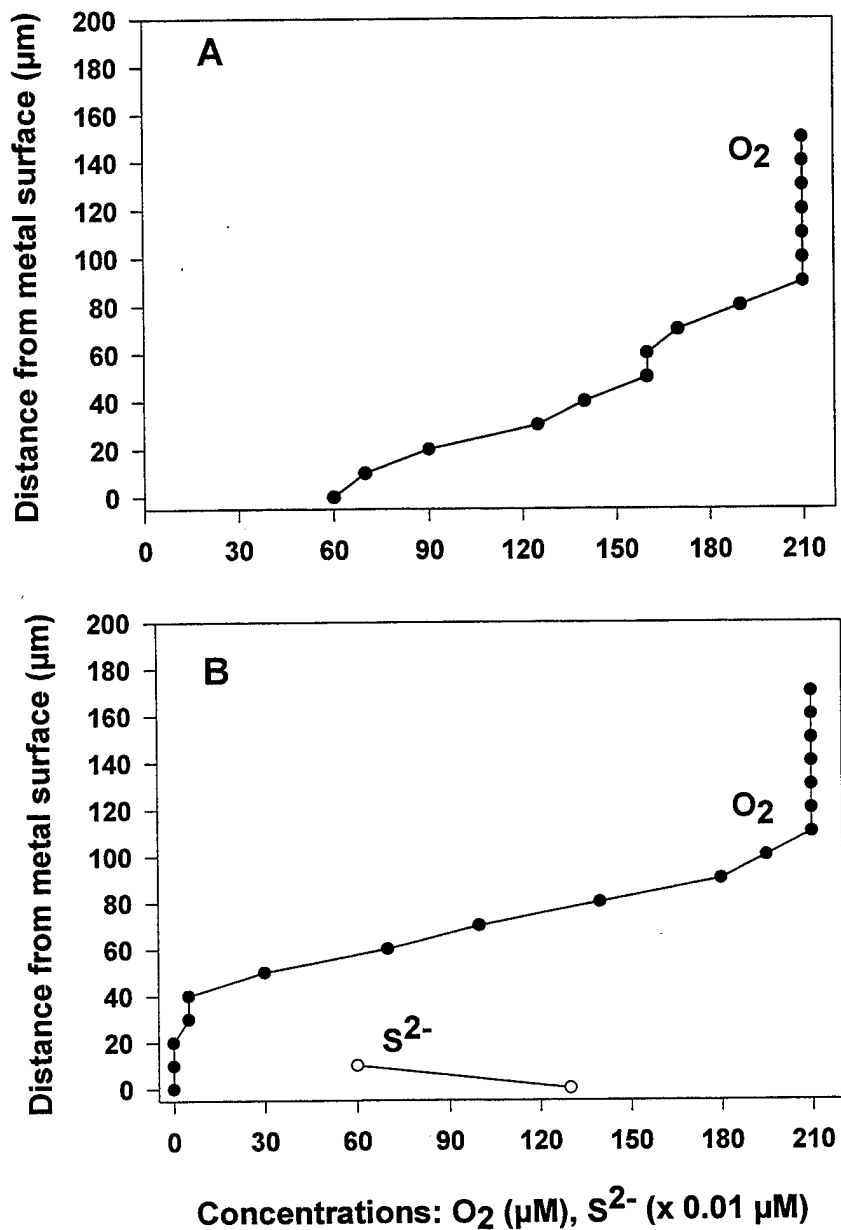 A
Distance from metal surface (µm)
200
180
160
140
120
100
80
60
40
20
0
O2
0 30 60 90 120 150 180 210
B
Distance from metal surface (µm)
200
180
160
140
120
100
80
60
40
20
0
O2
S2-
0 30 60 90 120 150 180 210
Concentrations: O2 (µM), S2- (x 0.01 µM)